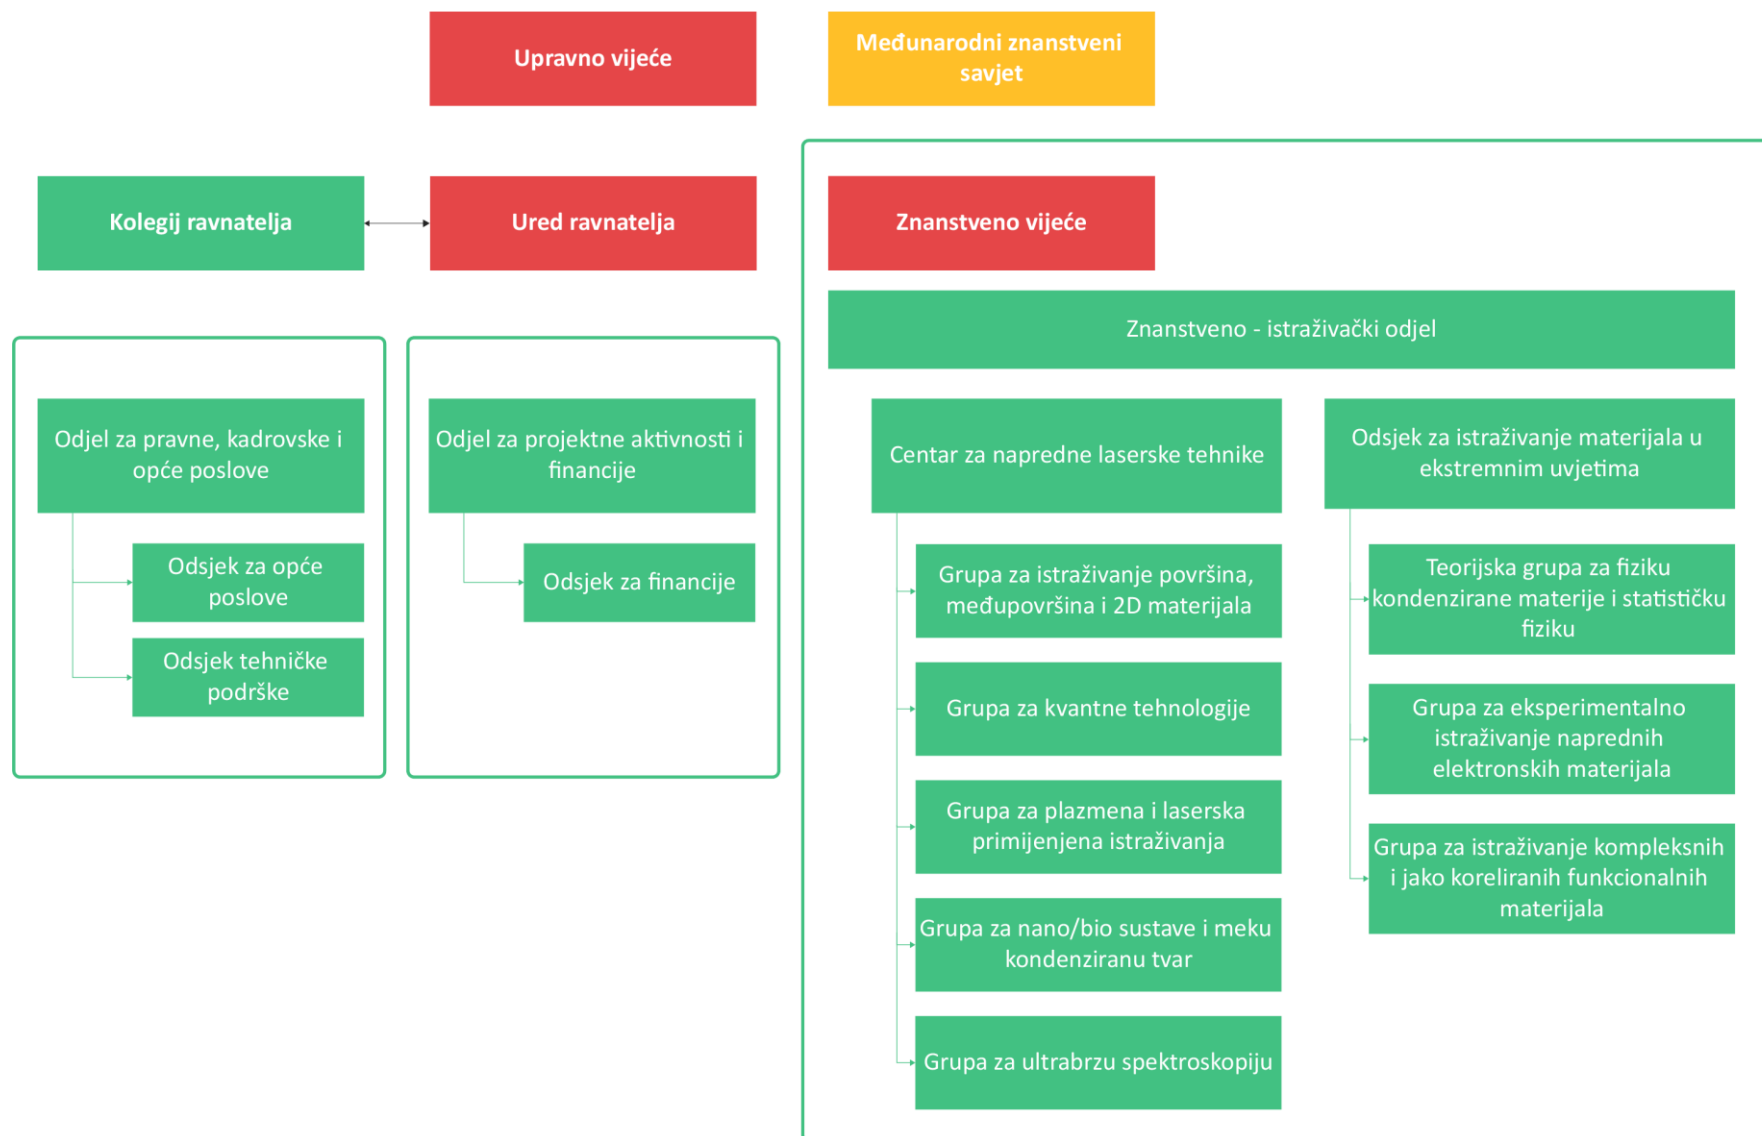 Upravno vijeće
Međunarodni znanstveni
savjet
Kolegij ravnatelja
Ured ravnatelja
Znanstveno vijeće
Znanstveno - istraživački odjel
Odjel za pravne, kadrovske i
opće poslove
Odsjek za opće
poslove
Odsjek tehničke
podrške
Odjel za projektne aktivnosti i
financije
Odsjek za financije
Centar za napredne laserske tehnike
Grupa za istraživanje površina,
međupovršina i 2D materijala
Grupa za kvantne tehnologije
Grupa za plazmena i laserska
primijenjena istraživanja
Grupa za nano/bio sustave i meku
kondenziranu tvar
Grupa za ultrabrzu spektroskopiju
Odsjek za istraživanje materijala u
ekstremnim uvjetima
Teorijska grupa za fiziku
kondenzirane materije i statističku
fiziku
Grupa za eksperimentalno
istraživanje naprednih
elektronskih materijala
Grupa za istraživanje kompleksnih
i jako koreliranih funkcionalnih
materijala